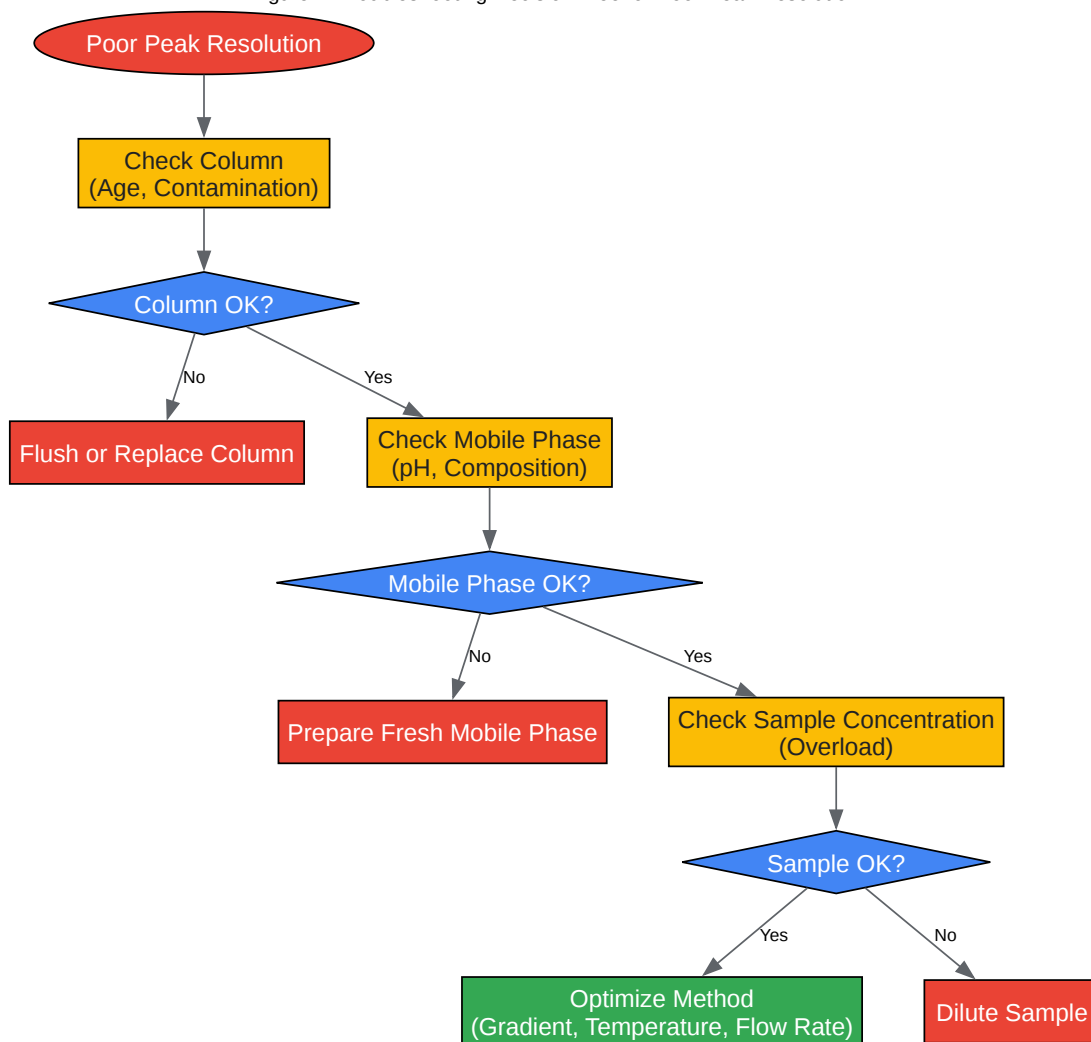 Poor Peak Resolution
Check Column
(Age, Contamination)
Column OK?
No
Yes
Flush or Replace Column
Check Mobile Phase
(pH, Composition)
Mobile Phase OK?
No
Yes
Prepare Fresh Mobile Phase
Check Sample Concentration
(Overload)
Sample OK?
Yes
No
Optimize Method
(Gradient, Temperature, Flow Rate)
Dilute Sample